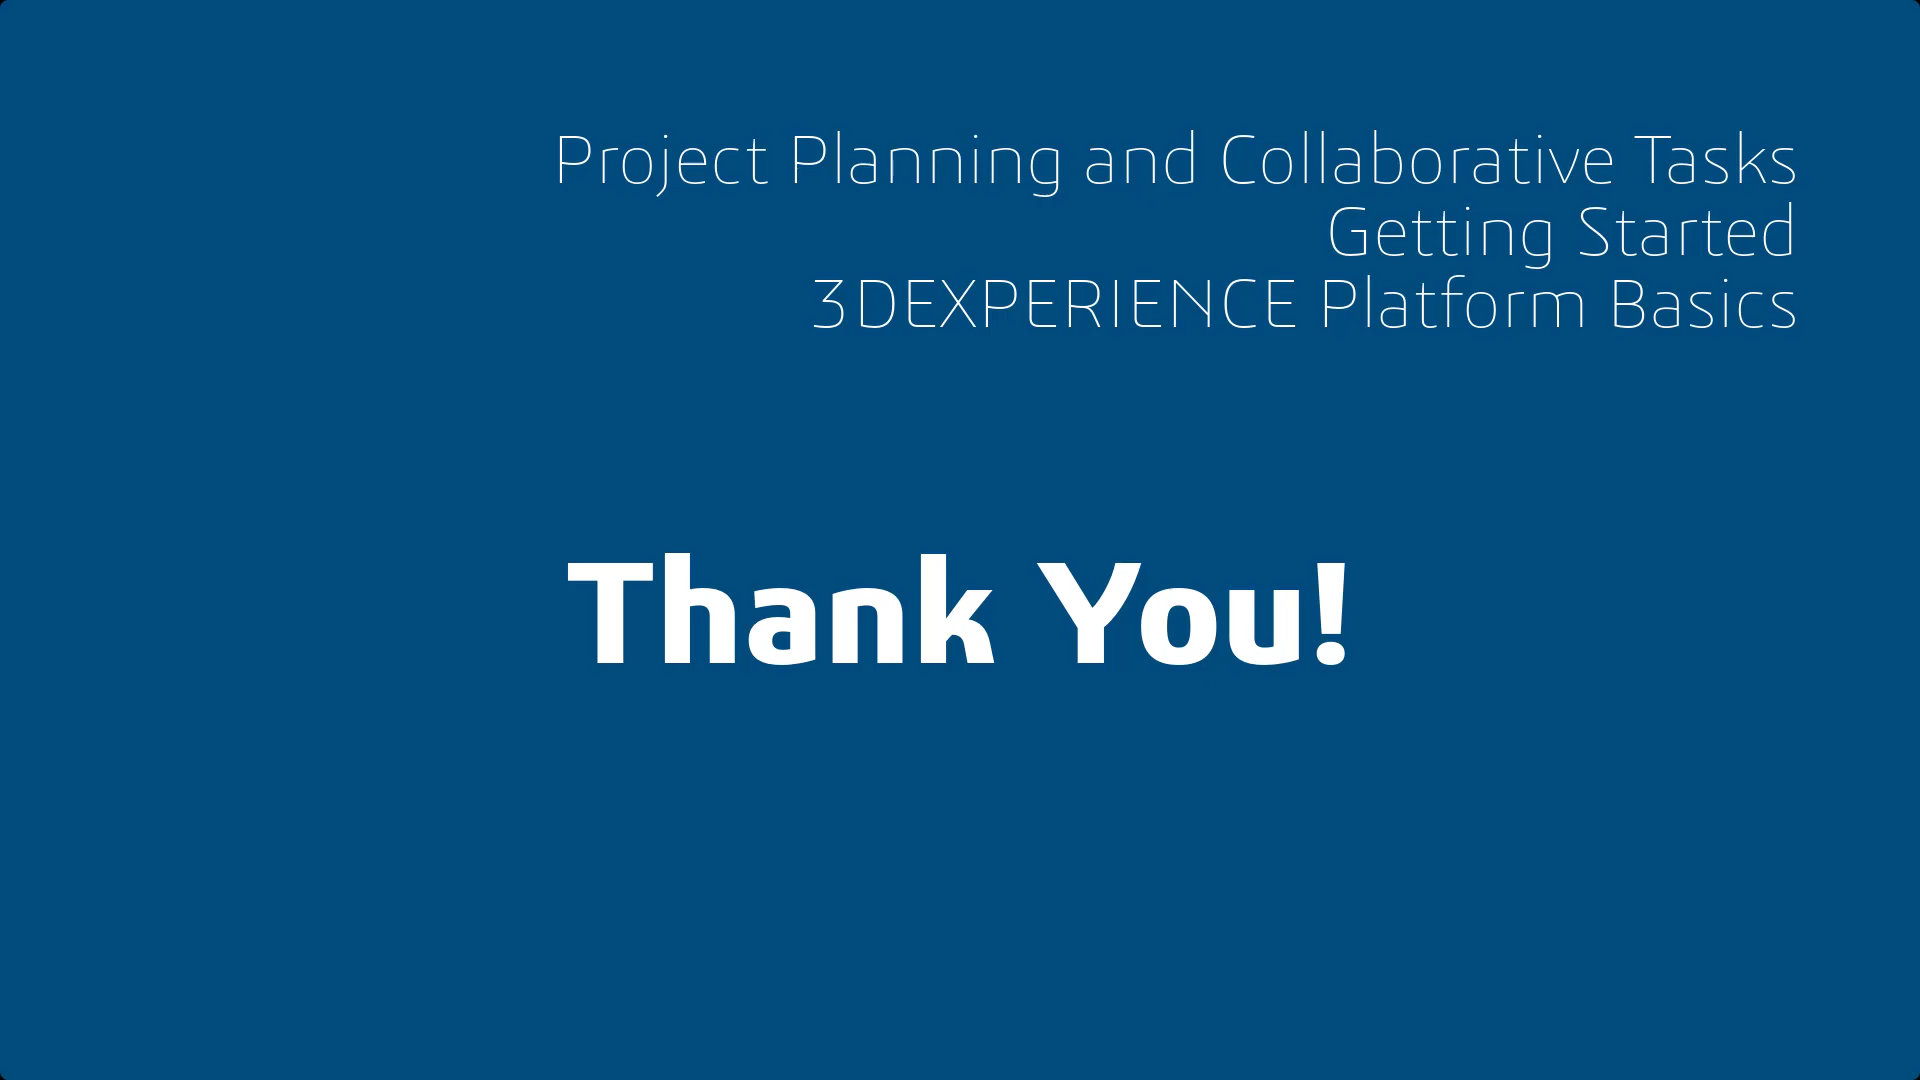 Project Planning and Collaborative Tasks
Getting Started
3DEXPERIENCE Platform Basics
Thank You!